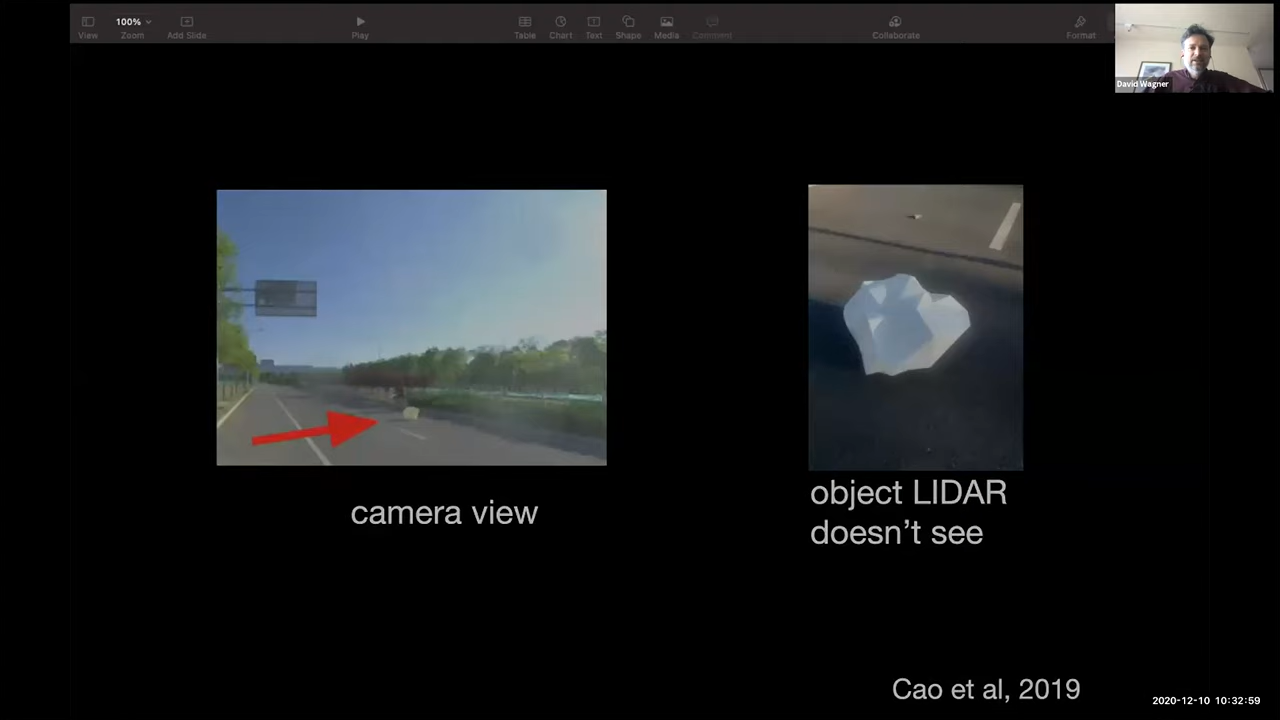 100%
View
Zoom
Add Slide
Play
Table
Chart
Text
Shape
Media
Comment
Collaborate
Format
David Wagner
camera view
object LIDAR
doesn't see
Cao et al, 2019
2020-12-10 10:32:59